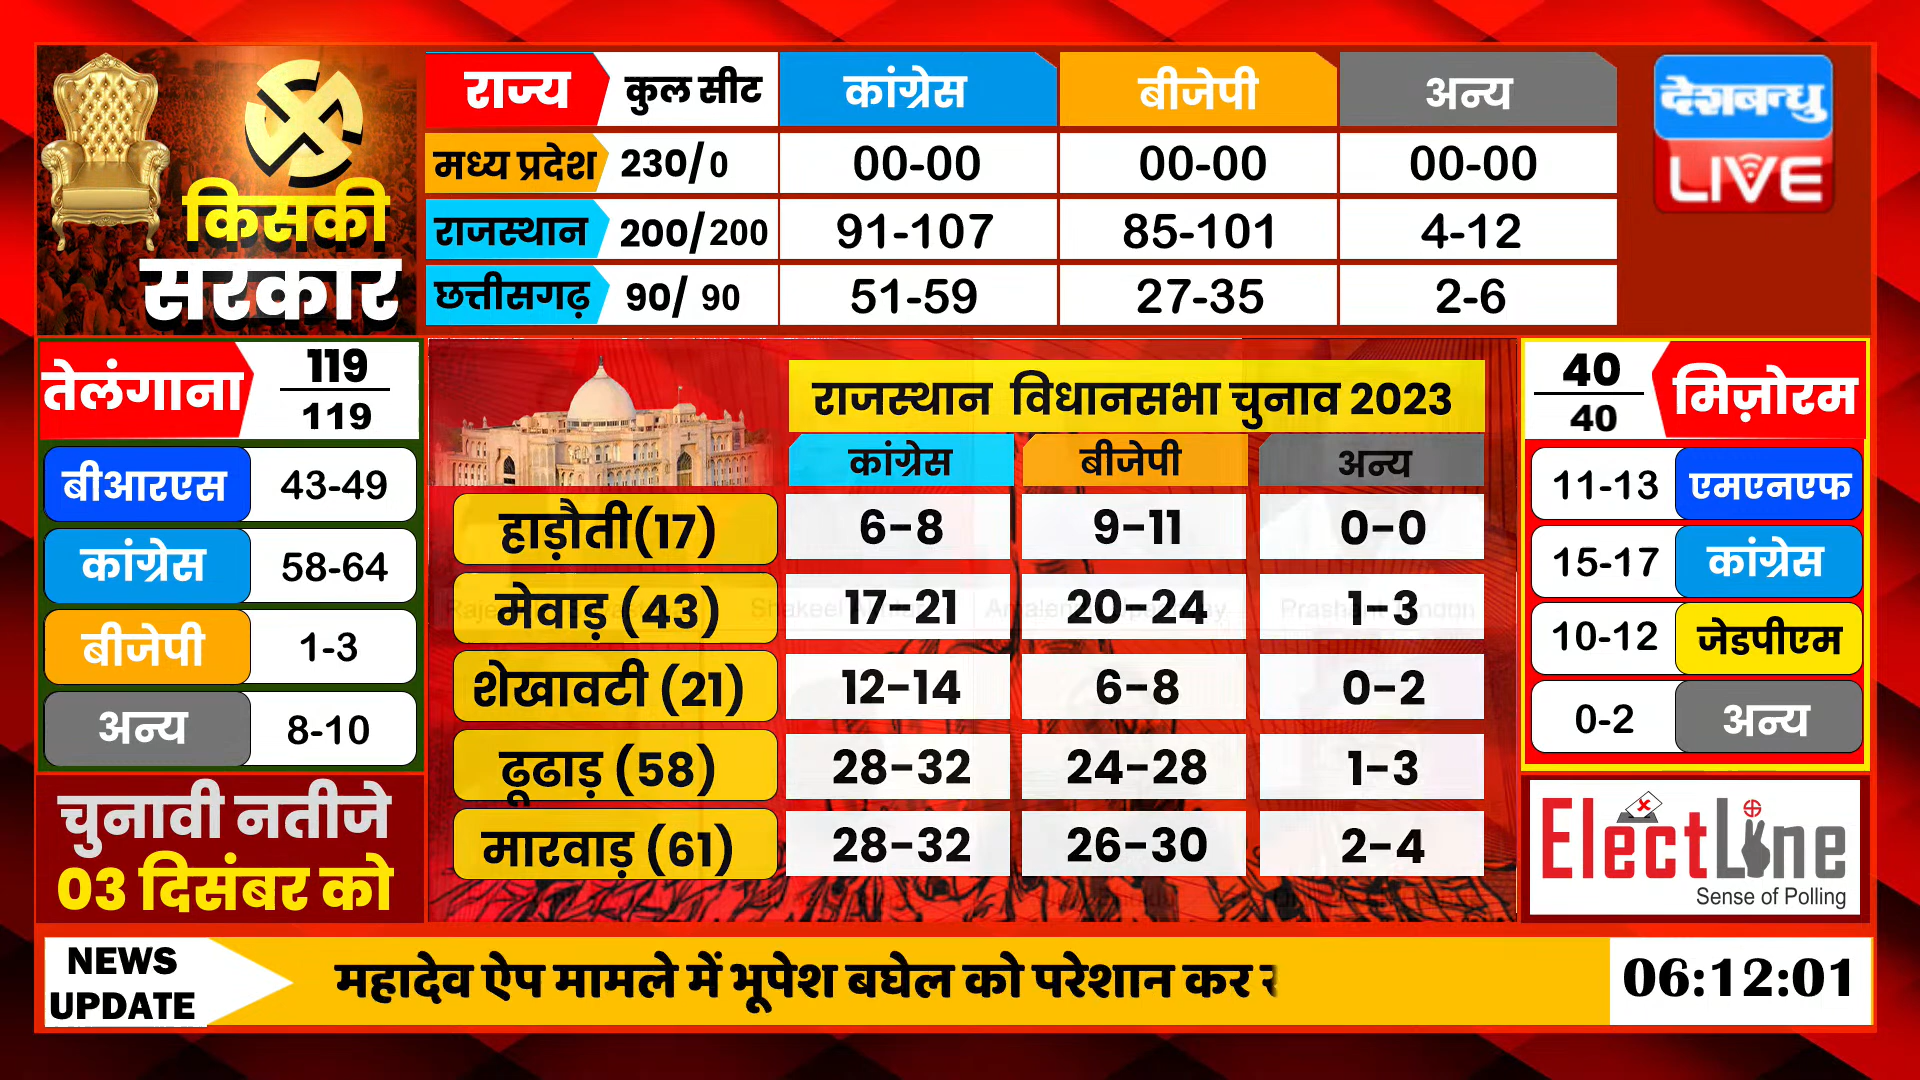 किसकी
सरकार
राज्य कुल सीट कांग्रेस बीजेपी अन्य
मध्य प्रदेश 230/0 00-00 00-00 00-00
राजस्थान 200/200 91-107 85-101 4-12
छत्तीसगढ़ 90/ 90 51-59 27-35 2-6
देशबन्धु
LIVE
तेलंगाना 119
119
बीआरएस 43-49
कांग्रेस 58-64
बीजेपी 1-3
अन्य 8-10
चुनावी नतीजे
03 दिसंबर को
राजस्थान विधानसभा चुनाव 2023
कांग्रेस बीजेपी अन्य
हाड़ौती(17) 6-8 9-11 0-0
मेवाड़ (43) 17-21 20-24 1-3
शेखावटी (21) 12-14 6-8 0-2
ढूढाड़ (58) 28-32 24-28 1-3
मारवाड़ (61) 28-32 26-30 2-4
40 मिज़ोरम
40
11-13 एमएनएफ
15-17 कांग्रेस
10-12 जेडपीएम
0-2 अन्य
ElectLine
Sense of Polling
NEWS
UPDATE
महादेव ऐप मामले में भूपेश बघेल को परेशान कर
06:12:01